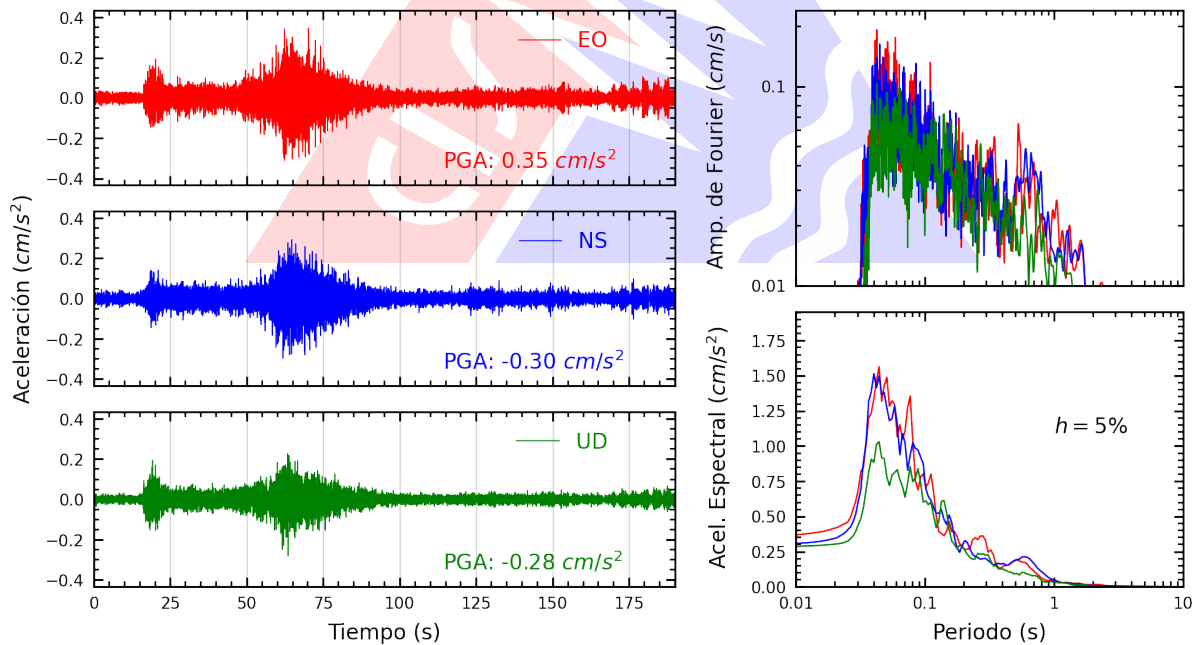 Aceleración (cm/s²)
0.4
0.2
0.0
−0.2
−0.4
EO
PGA: 0.35 cm/s²
0.4
0.2
0.0
−0.2
−0.4
NS
PGA: -0.30 cm/s²
0.4
0.2
0.0
−0.2
−0.4
UD
PGA: -0.28 cm/s²
0 25 50 75 100 125 150 175
Tiempo (s)
Amp. de Fourier (cm/s)
0.1
0.01
Acel. Espectral (cm/s²)
1.75
1.50
1.25
1.00
0.75
0.50
0.25
0.00
h = 5%
0.01 0.1 1 10
Periodo (s)